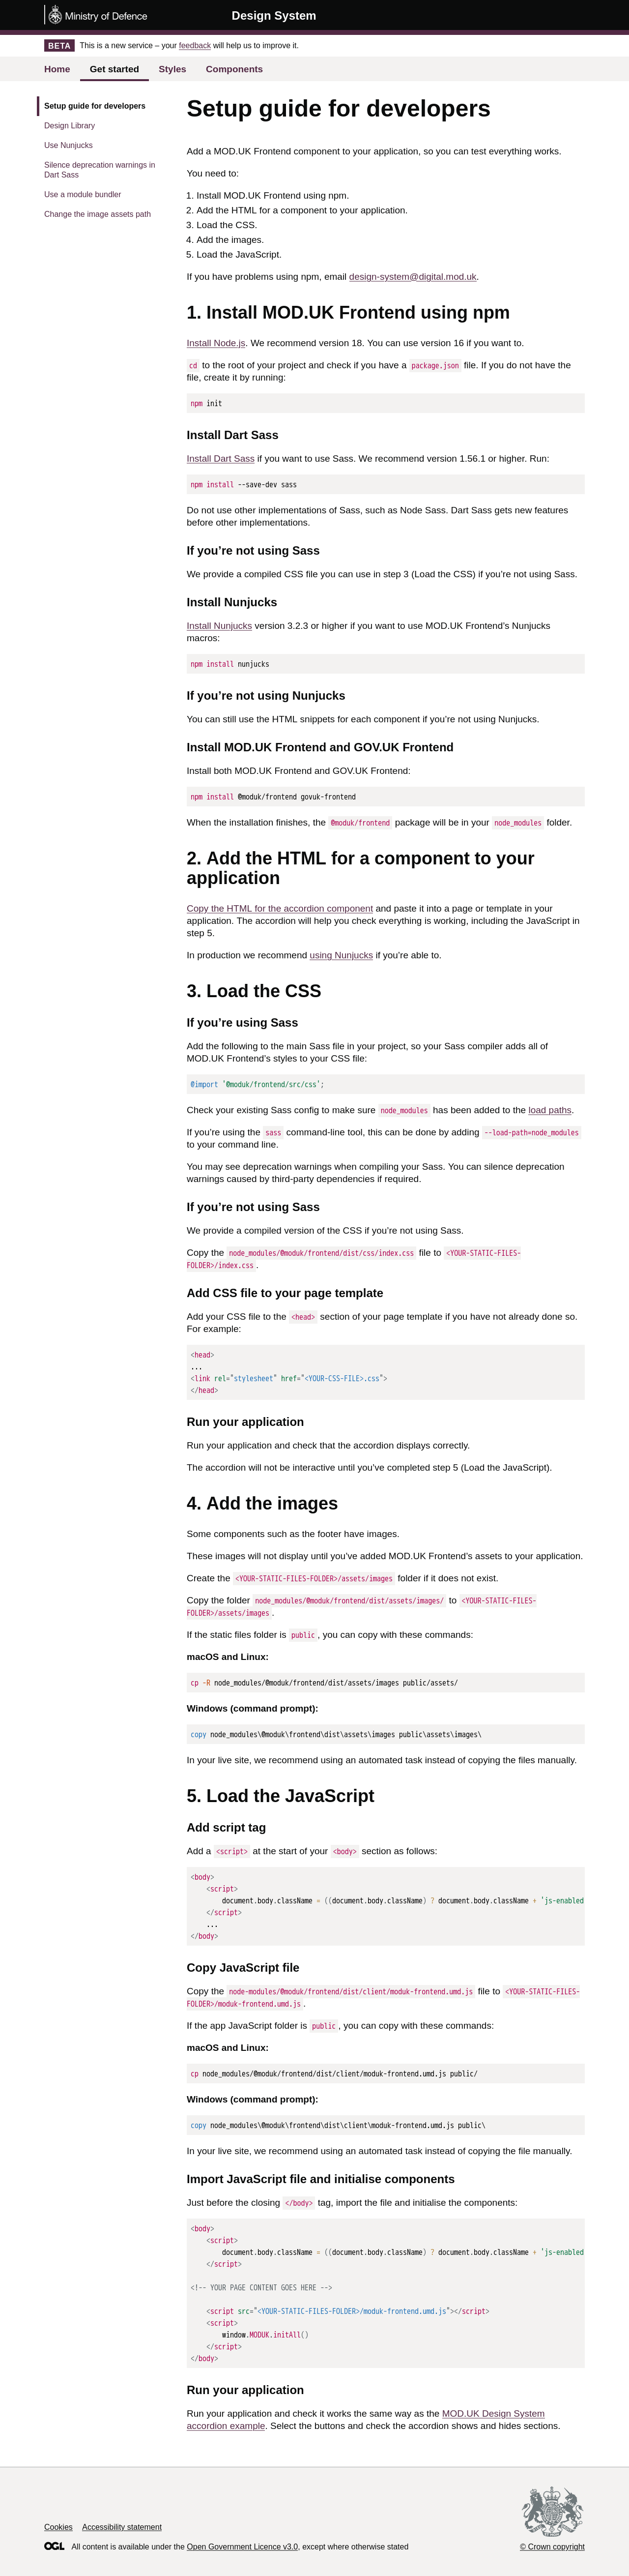 Ministry of Defence
Design System
BETA
This is a new service – your feedback will help us to improve it.
Home
Get started
Styles
Components
Setup guide for developers
Design Library
Use Nunjucks
Silence deprecation warnings in
Dart Sass
Use a module bundler
Change the image assets path
Setup guide for developers
Add a MOD.UK Frontend component to your application, so you can test everything works.
You need to:
1. Install MOD.UK Frontend using npm.
2. Add the HTML for a component to your application.
3. Load the CSS.
4. Add the images.
5. Load the JavaScript.
If you have problems using npm, email design-system@digital.mod.uk.
1. Install MOD.UK Frontend using npm
Install Node.js. We recommend version 18. You can use version 16 if you want to.
cd to the root of your project and check if you have a package.json file. If you do not have the
file, create it by running:
npm init
Install Dart Sass
Install Dart Sass if you want to use Sass. We recommend version 1.56.1 or higher. Run:
npm install --save-dev sass
Do not use other implementations of Sass, such as Node Sass. Dart Sass gets new features
before other implementations.
If you're not using Sass
We provide a compiled CSS file you can use in step 3 (Load the CSS) if you're not using Sass.
Install Nunjucks
Install Nunjucks version 3.2.3 or higher if you want to use MOD.UK Frontend's Nunjucks
macros:
npm install nunjucks
If you're not using Nunjucks
You can still use the HTML snippets for each component if you're not using Nunjucks.
Install MOD.UK Frontend and GOV.UK Frontend
Install both MOD.UK Frontend and GOV.UK Frontend:
npm install @moduk/frontend govuk-frontend
When the installation finishes, the @moduk/frontend package will be in your node_modules folder.
2. Add the HTML for a component to your
application
Copy the HTML for the accordion component and paste it into a page or template in your
application. The accordion will help you check everything is working, including the JavaScript in
step 5.
In production we recommend using Nunjucks if you're able to.
3. Load the CSS
If you're using Sass
Add the following to the main Sass file in your project, so your Sass compiler adds all of
MOD.UK Frontend's styles to your CSS file:
@import '@moduk/frontend/src/css';
Check your existing Sass config to make sure node_modules has been added to the load paths.
If you're using the sass command-line tool, this can be done by adding --load-path=node_modules
to your command line.
You may see deprecation warnings when compiling your Sass. You can silence deprecation
warnings caused by third-party dependencies if required.
If you're not using Sass
We provide a compiled version of the CSS if you're not using Sass.
Copy the node_modules/@moduk/frontend/dist/css/index.css file to <YOUR-STATIC-FILES-
FOLDER>/index.css.
Add CSS file to your page template
Add your CSS file to the <head> section of your page template if you have not already done so.
For example:
<head>
...
<link rel="stylesheet" href="<YOUR-CSS-FILE>.css">
</head>
Run your application
Run your application and check that the accordion displays correctly.
The accordion will not be interactive until you've completed step 5 (Load the JavaScript).
4. Add the images
Some components such as the footer have images.
These images will not display until you've added MOD.UK Frontend's assets to your application.
Create the <YOUR-STATIC-FILES-FOLDER>/assets/images folder if it does not exist.
Copy the folder node_modules/@moduk/frontend/dist/assets/images/ to <YOUR-STATIC-FILES-
FOLDER>/assets/images.
If the static files folder is public, you can copy with these commands:
macOS and Linux:
cp -R node_modules/@moduk/frontend/dist/assets/images public/assets/
Windows (command prompt):
copy node_modules\@moduk\frontend\dist\assets\images public\assets\images\
In your live site, we recommend using an automated task instead of copying the files manually.
5. Load the JavaScript
Add script tag
Add a <script> at the start of your <body> section as follows:
<body>
<script>
document.body.className = ((document.body.className) ? document.body.className + 'js-enabled
</script>
...
</body>
Copy JavaScript file
Copy the node-modules/@moduk/frontend/dist/client/moduk-frontend.umd.js file to <YOUR-STATIC-FILES-
FOLDER>/moduk-frontend.umd.js.
If the app JavaScript folder is public, you can copy with these commands:
macOS and Linux:
cp node_modules/@moduk/frontend/dist/client/moduk-frontend.umd.js public/
Windows (command prompt):
copy node_modules\@moduk\frontend\dist\client\moduk-frontend.umd.js public\
In your live site, we recommend using an automated task instead of copying the file manually.
Import JavaScript file and initialise components
Just before the closing </body> tag, import the file and initialise the components:
<body>
<script>
document.body.className = ((document.body.className) ? document.body.className + 'js-enabled
</script>
<!-- YOUR PAGE CONTENT GOES HERE -->
<script src="<YOUR-STATIC-FILES-FOLDER>/moduk-frontend.umd.js"></script>
<script>
window.MODUK.initAll()
</script>
</body>
Run your application
Run your application and check it works the same way as the MOD.UK Design System
accordion example. Select the buttons and check the accordion shows and hides sections.
Cookies
Accessibility statement
OGL
All content is available under the Open Government Licence v3.0, except where otherwise stated
© Crown copyright